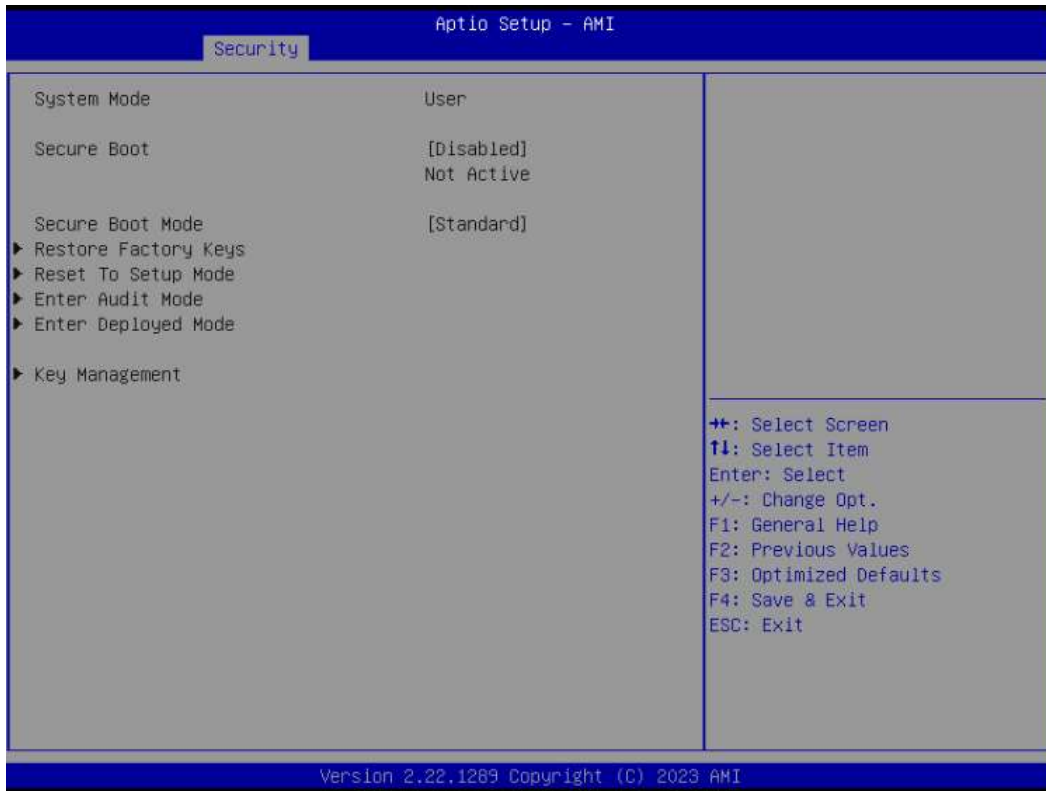 Aptio Setup - AMI
Security
System Mode User
Secure Boot [Disabled]
Not Active
Secure Boot Mode [Standard]
Restore Factory Keys
Reset To Setup Mode
Enter Audit Mode
Enter Deployed Mode
Key Management
→←: Select Screen
↑↓: Select Item
Enter: Select
+/-: Change Opt.
F1: General Help
F2: Previous Values
F3: Optimized Defaults
F4: Save & Exit
ESC: Exit
Version 2.22.1289 Copyright (C) 2023 AMI